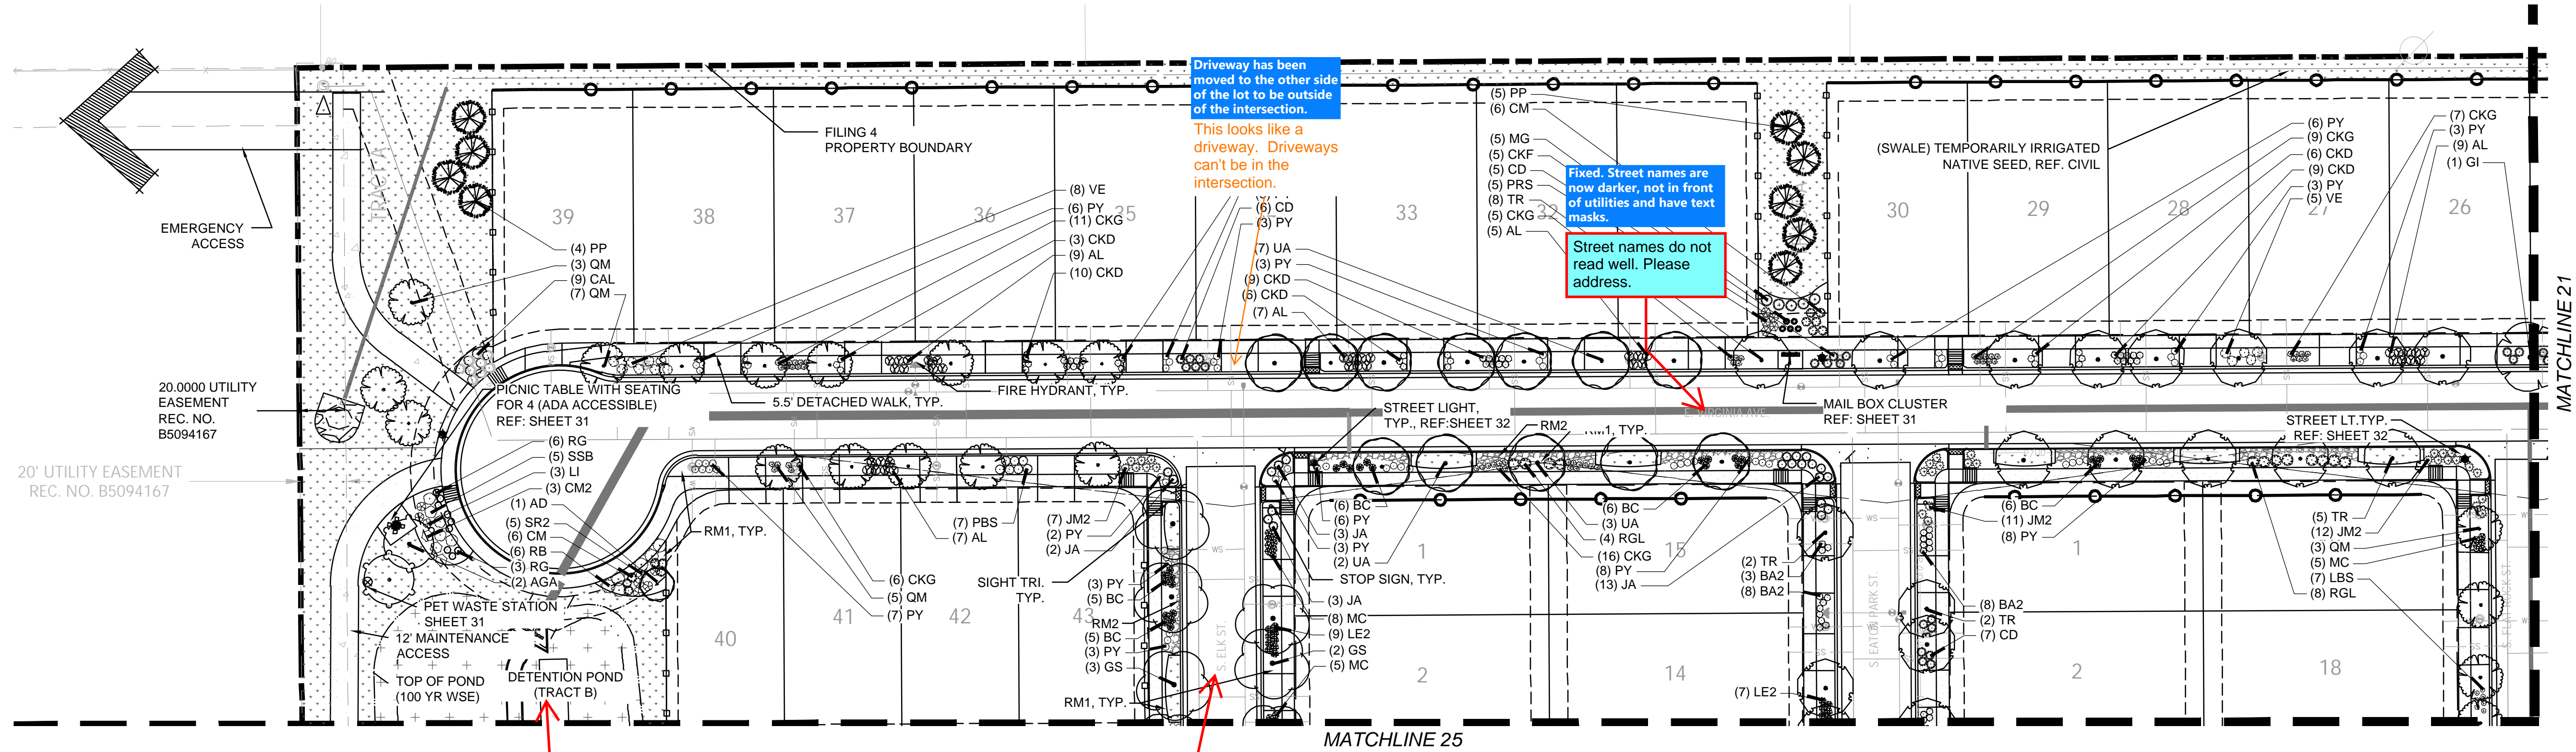 Driveway has been
moved to the other side
of the lot to be outside
of the intersection.
This looks like a
driveway. Driveways
can't be in the
intersection.
FILING 4
PROPERTY BOUNDARY
(5) PP
(6) CM
(5) MG
(5) CKF
(5) CD
(5) PRS
(8) TR
(5) CKG
(5) AL
Fixed. Street names are
now darker, not in front
of utilities and have text
masks.
Street names do not
read well. Please
address.
(SWALE) TEMPORARILY IRRIGATED
NATIVE SEED, REF. CIVIL
(6) PY
(9) CKG
(6) CKD
(9) CKD
(3) PY
(5) VE
(7) CKG
(3) PY
(9) AL
(1) GI
TRACT A
EMERGENCY
ACCESS
39
38
37
36
35
33
32
30
29
28
27
26
(8) VE
(6) PY
(11) CKG
(3) CKD
(9) AL
(10) CKD
(6) CD
(3) PY
(7) UA
(3) PY
(9) CKD
(6) CKD
(7) AL
(4) PP
(3) QM
(9) CAL
(7) QM
MATCHLINE 21
20.0000 UTILITY
EASEMENT
REC. NO.
B5094167
PICNIC TABLE WITH SEATING
FOR 4 (ADA ACCESSIBLE)
REF: SHEET 31
5.5' DETACHED WALK, TYP.
FIRE HYDRANT, TYP.
STREET LIGHT,
TYP., REF:SHEET 32
RM2
RM1, TYP.
E. VIRGINIA AVE.
MAIL BOX CLUSTER
REF: SHEET 31
STREET LT.TYP.
REF: SHEET 32
20' UTILITY EASEMENT
REC. NO. B5094167
(6) RG
(5) SSB
(3) LI
(3) CM2
(1) AD
(5) SR2
(6) CM
(6) RB
(3) RG
(2) AGA
RM1, TYP.
PET WASTE STATION
SHEET 31
12' MAINTENANCE
ACCESS
TOP OF POND
(100 YR WSE)
DETENTION POND
(TRACT B)
40
41
42
43
(6) CKG
(5) QM
(7) PY
(7) PBS
(7) AL
(7) JM2
(2) PY
(2) JA
SIGHT TRI.
TYP.
(3) PY
(5) BC
RM2
(5) BC
(3) PY
(3) GS
RM1, TYP.
S. ELK ST.
(6) BC
(6) PY
(3) JA
(3) PY
(2) UA
STOP SIGN, TYP.
(3) JA
(8) MC
(9) LE2
(2) GS
(5) MC
1
2
(6) BC
(3) UA
(4) RGL
(16) CKG
(8) PY
(13) JA
15
14
(2) TR
(3) BA2
(8) BA2
(7) LE2
S. EATON PARK ST.
(6) BC
(11) JM2
(8) PY
(8) BA2
(2) TR
(7) CD
1
2
18
(5) TR
(12) JM2
(3) QM
(5) MC
(7) LBS
(8) RGL
S. FLAT ROCK ST.
MATCHLINE 25